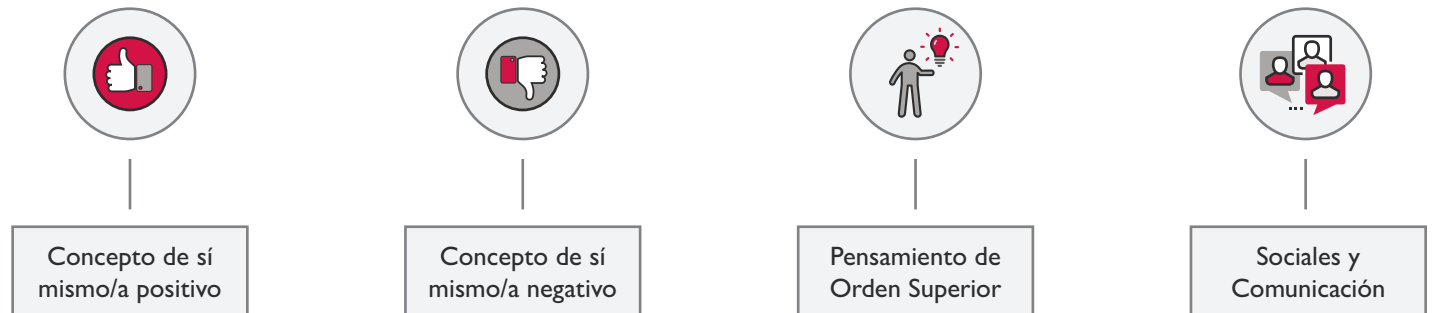 Concepto de sí
mismo/a positivo
Concepto de sí
mismo/a negativo
Pensamiento de
Orden Superior
Sociales y
Comunicación